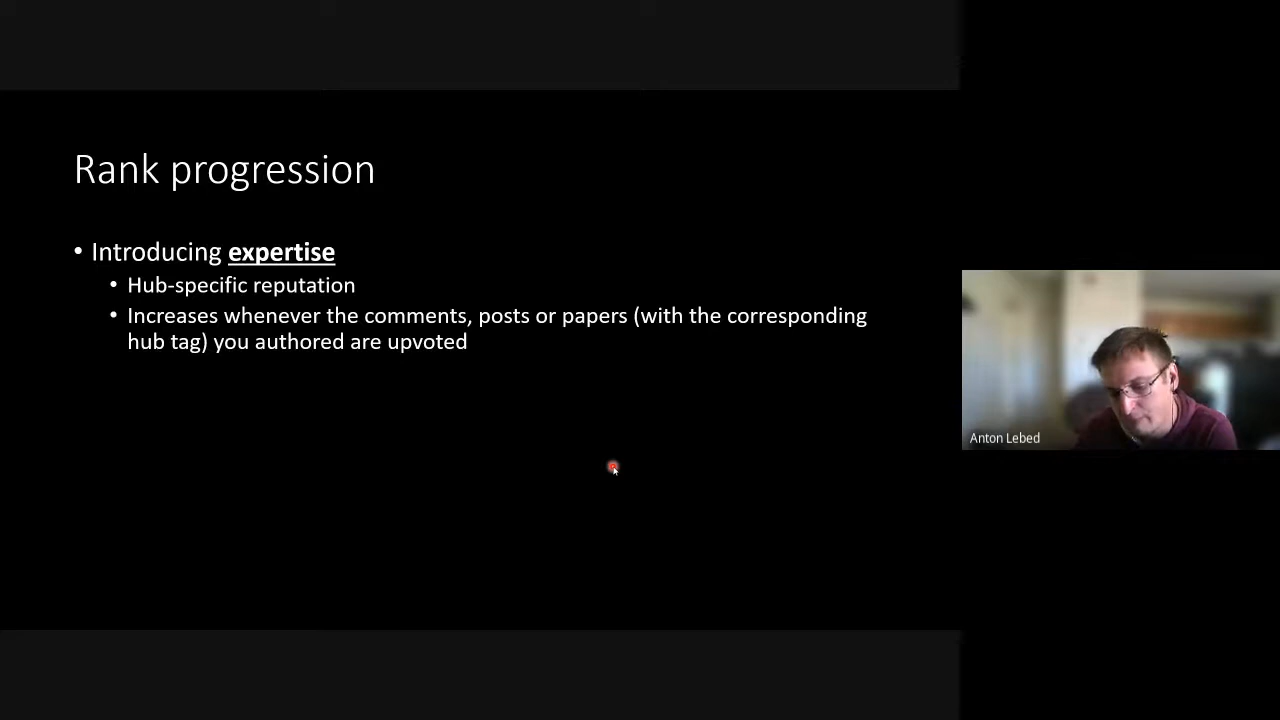 Rank progression
• Introducing expertise
• Hub-specific reputation
• Increases whenever the comments, posts or papers (with the corresponding
hub tag) you authored are upvoted
Anton Lebed